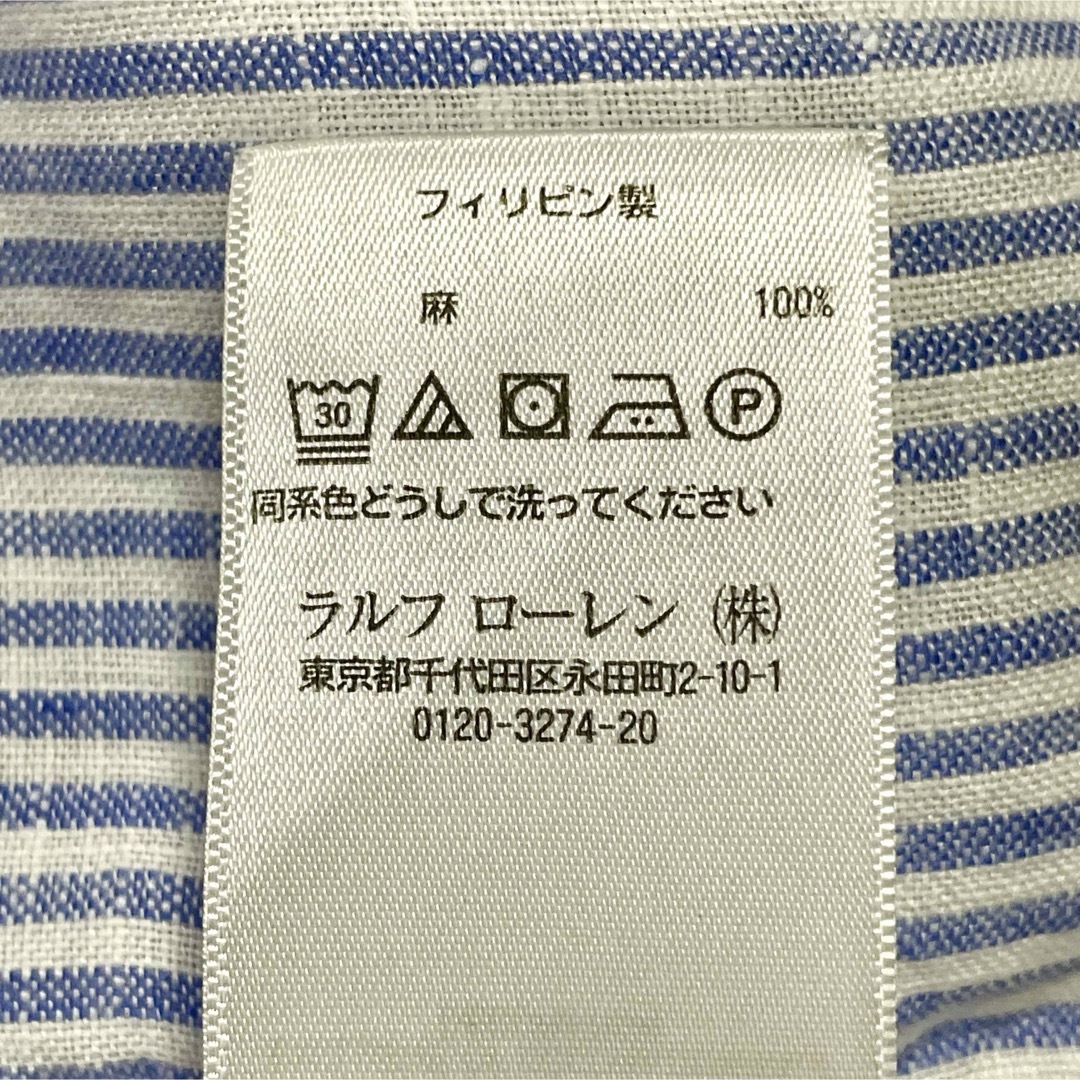 フィリピン製
麻 100%
30 P
同系色どうしで洗ってください
ラルフ ローレン (株)
東京都千代田区永田町2-10-1
0120-3274-20